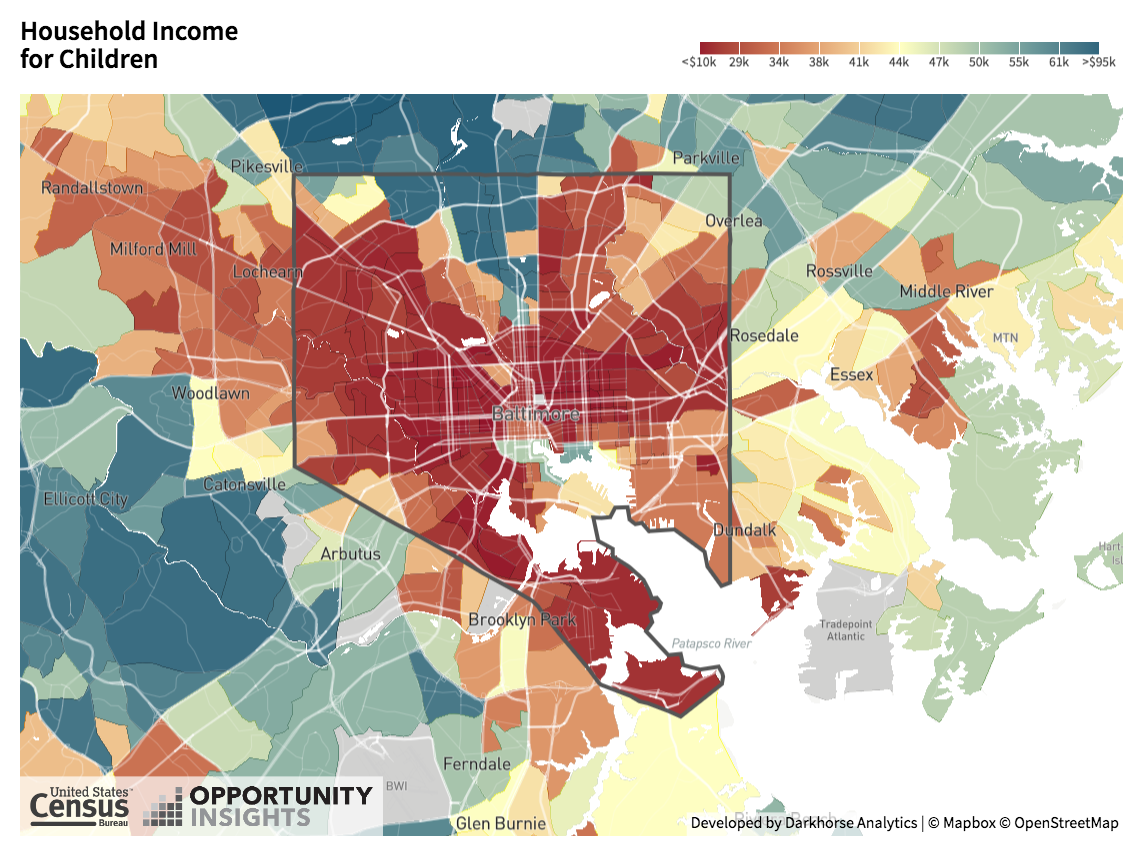 Household Income
for Children
<$10k 29k 34k 38k 41k 44k 47k 50k 55k 61k >$95k
Pikesville
Parkville
Randallstown
Overlea
Milford Mill
Lochearn
Rossville
Middle River
Rosedale
MTN
Essex
Woodlawn
Baltimore
Catonsville
Ellicott City
Dundalk
Arbutus
Hart-
Brooklyn Park
Tradepoint
Atlantic
Patapsco River
Ferndale
BWI
United States™
Census
Bureau
OPPORTUNITY
INSIGHTS
Glen Burnie
Developed by Darkhorse Analytics | © Mapbox © OpenStreetMap